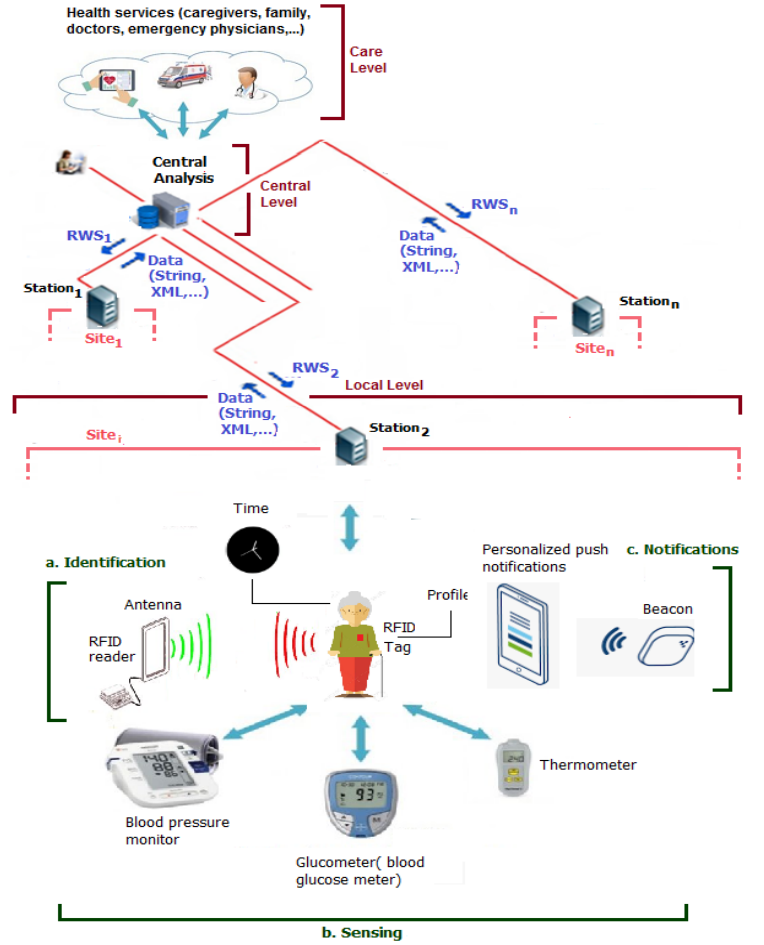 Health services (caregivers, family,
doctors, emergency physicians,...)
Care
Level
Central
Analysis
Central
Level
RWS1
Data
(String,
XML,...)
Station1
Site1
RWSn
Data
(String,
XML,...)
Stationn
Siten
RWS2
Data
(String,
XML,...)
Local Level
Station2
Sitei
Time
a. Identification
Antenna
RFID
reader
Profile
RFID
Tag
Personalized push
notifications
c. Notifications
Beacon
Blood pressure
monitor
93
Glucometer( blood
glucose meter)
Thermometer
b. Sensing